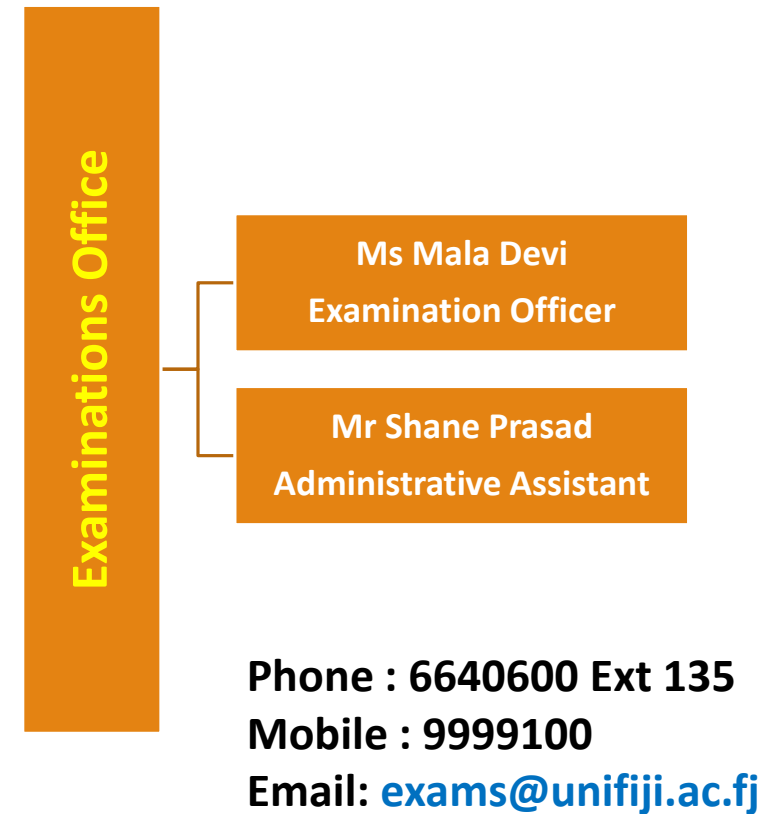 Examinations Office
Ms Mala Devi
Examination Officer
Mr Shane Prasad
Administrative Assistant
Phone : 6640600 Ext 135
Mobile : 9999100
Email: exams@unifiji.ac.fj